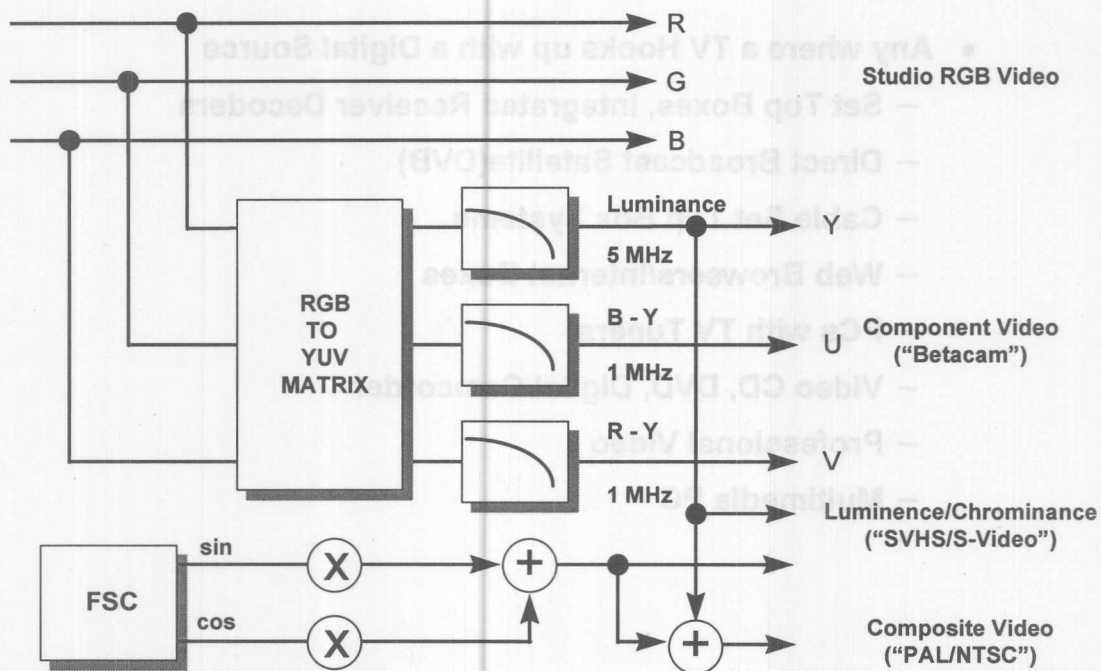 R
• Any where a TV Hooks up with a Digital Source
G
Studio RGB Video
– Set Top Boxes, Integrated Receiver Decoders
B
– Direct Broadcast Satellite(DVB)
Luminance
Y
– Cable Set Top Box Systems
5 MHz
– Web Browsers/Internet Boxes
RGB
TO
YUV
MATRIX
B - Y
U
Component Video
(“Betacam”)
– PCs with TV Tuners
1 MHz
– Video CD, DVD, Digital Camcorder
R - Y
V
– Professional Video
1 MHz
– Multimedia PC
Luminence/Chrominance
(“SVHS/S-Video”)
FSC
sin
X
+
cos
X
+
Composite Video
(“PAL/NTSC”)